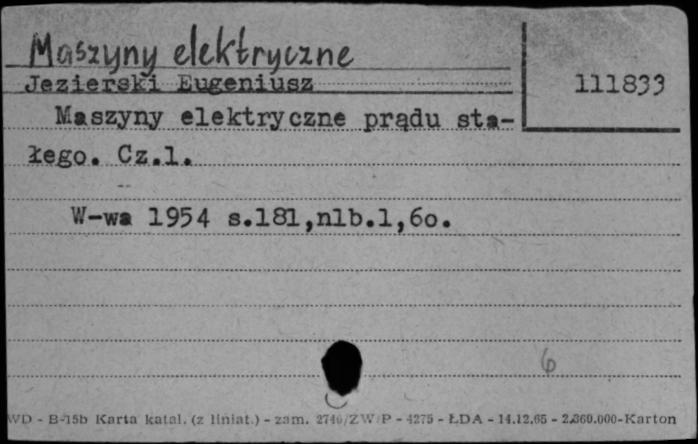 Maszyny elektryczne
Jezierski Eugeniusz
111833
Maszyny elektryczne prądu sta-
łego. Cz.1.
W-wa 1954 s.181,nlb.1,6o.
6
WD - B-15b Karta katal. (z liniat.) - zam. 2746/ZW/P - 4275 - ŁDA - 14.12.65 - 2.360.000-Karton